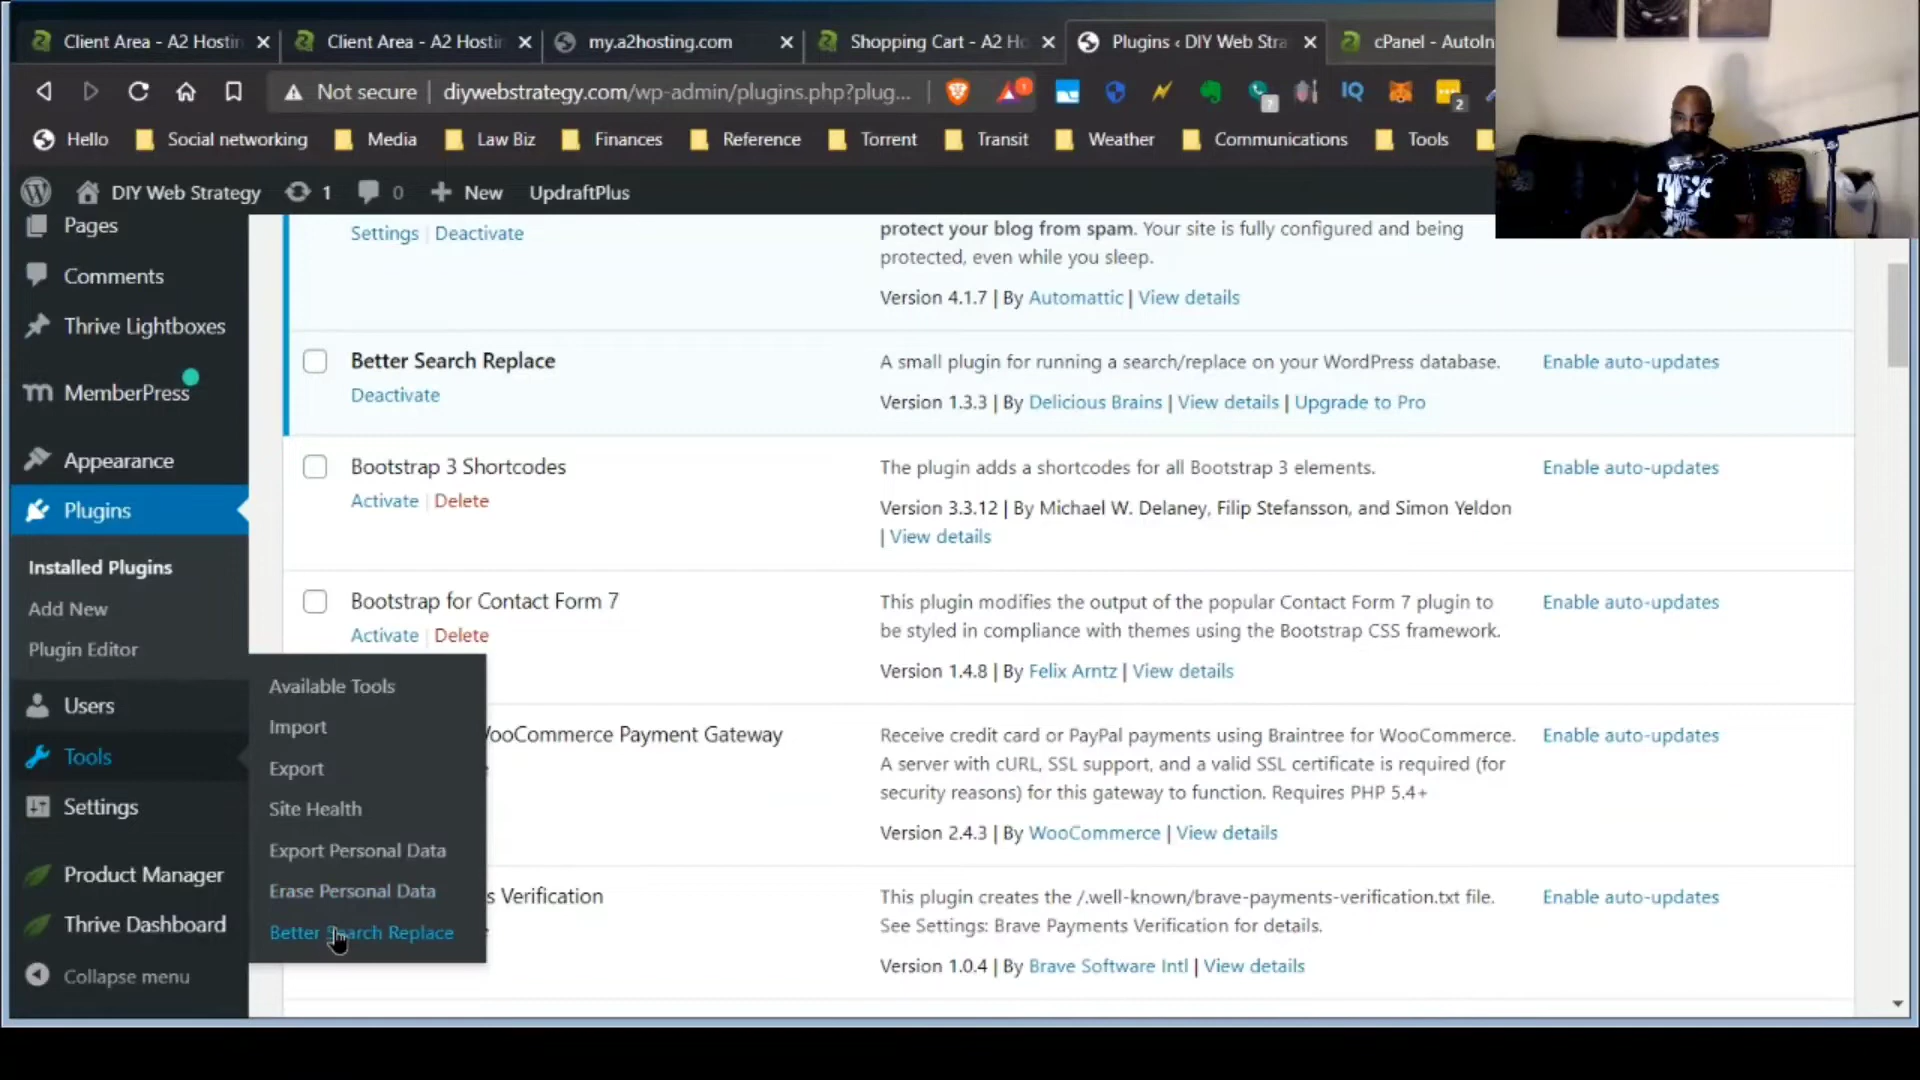 Client Area - A2 Hostin
Client Area - A2 Hostin
my.a2hosting.com
Shopping Cart - A2 Ho
Plugins ‹ DIY Web Stra
cPanel - AutoIn
Not secure
diywebstrategy.com/wp-admin/plugins.php?plug...
1
?
IQ
2
Hello
Social networking
Media
Law Biz
Finances
Reference
Torrent
Transit
Weather
Communications
Tools
DIY Web Strategy
1
0
New
UpdraftPlus
Pages
Comments
Thrive Lightboxes
MemberPress
Appearance
Plugins
Installed Plugins
Add New
Plugin Editor
Users
Tools
Settings
Product Manager
Thrive Dashboard
Collapse menu
Available Tools
Import
Export
Site Health
Export Personal Data
Erase Personal Data
Better Search Replace
Settings | Deactivate
protect your blog from spam. Your site is fully configured and being
protected, even while you sleep.
Version 4.1.7 | By Automattic | View details
Better Search Replace
Deactivate
A small plugin for running a search/replace on your WordPress database.
Version 1.3.3 | By Delicious Brains | View details | Upgrade to Pro
Enable auto-updates
Bootstrap 3 Shortcodes
Activate | Delete
The plugin adds a shortcodes for all Bootstrap 3 elements.
Version 3.3.12 | By Michael W. Delaney, Filip Stefansson, and Simon Yeldon
| View details
Enable auto-updates
Bootstrap for Contact Form 7
Activate | Delete
This plugin modifies the output of the popular Contact Form 7 plugin to
be styled in compliance with themes using the Bootstrap CSS framework.
Version 1.4.8 | By Felix Arntz | View details
Enable auto-updates
WooCommerce Payment Gateway
Receive credit card or PayPal payments using Braintree for WooCommerce.
A server with cURL, SSL support, and a valid SSL certificate is required (for
security reasons) for this gateway to function. Requires PHP 5.4+
Version 2.4.3 | By WooCommerce | View details
Enable auto-updates
s Verification
This plugin creates the /.well-known/brave-payments-verification.txt file.
See Settings: Brave Payments Verification for details.
Version 1.0.4 | By Brave Software Intl | View details
Enable auto-updates